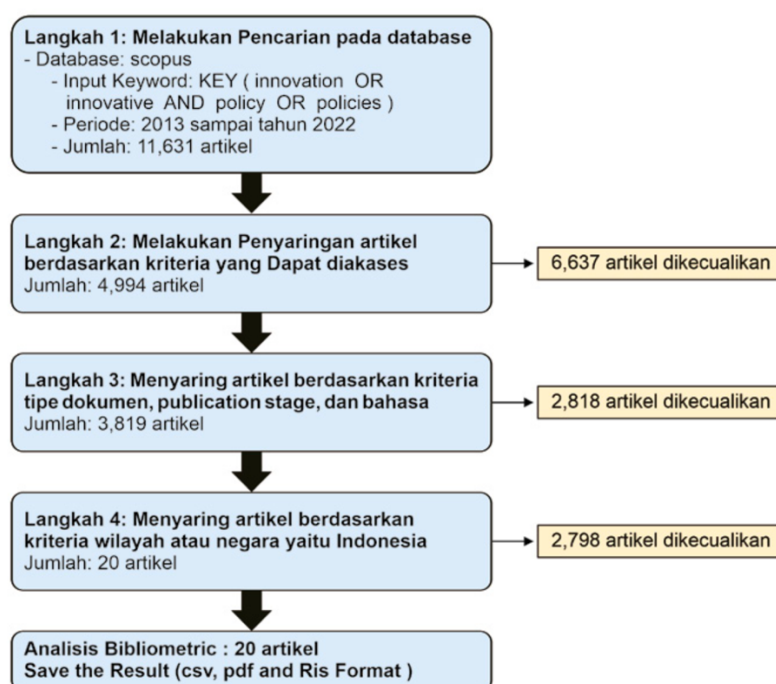 Langkah 1: Melakukan Pencarian pada database
- Database: scopus
- Input Keyword: KEY ( innovation OR
innovative AND policy OR policies )
- Periode: 2013 sampai tahun 2022
- Jumlah: 11,631 artikel
Langkah 2: Melakukan Penyaringan artikel
berdasarkan kriteria yang Dapat diakases
Jumlah: 4,994 artikel
6,637 artikel dikecualikan
Langkah 3: Menyaring artikel berdasarkan kriteria
tipe dokumen, publication stage, dan bahasa
Jumlah: 3,819 artikel
2,818 artikel dikecualikan
Langkah 4: Menyaring artikel berdasarkan
kriteria wilayah atau negara yaitu Indonesia
Jumlah: 20 artikel
2,798 artikel dikecualikan
Analisis Bibliometric : 20 artikel
Save the Result (csv, pdf and Ris Format )